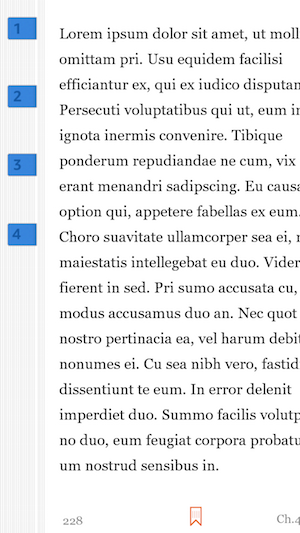 1
2
3
4
Lorem ipsum dolor sit amet, ut moll
omittam pri. Usu equidem facilisi
efficiantur ex, qui ex iudico disputan
Persecuti voluptatibus qui ut, eum in
ignota inermis convenire. Tibique
ponderum repudiandae ne cum, vix
erant menandri sadipscing. Eu causa
option qui, appetere fabellas ex eum.
Choro suavitate ullamcorper sea ei,
maiestatis intellegebat eu duo. Vider
fierent in sed. Pri sumo accusata cu,
modus accusamus duo an. Nec quot
nostro pertinacia ea, vel harum debit
nonumes ei. Cu sea nibh vero, fastid
dissentiunt te eum. In error delenit
imperdiet duo. Summo facilis volutp
no duo, eum feugiat corpora probatu
um nostrud sensibus in.
228
Ch.4